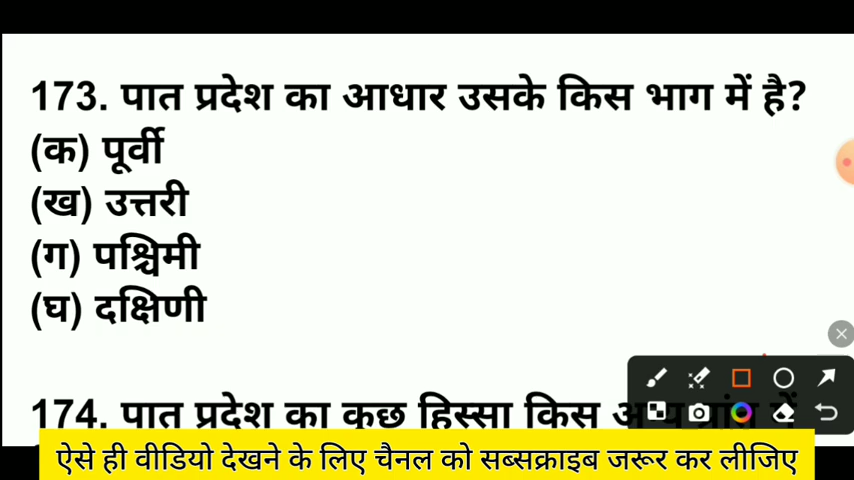 173. पात प्रदेश का आधार उसके किस भाग में है?
(क) पूर्वी
(ख) उत्तरी
(ग) पश्चिमी
(घ) दक्षिणी
174. पात प्रदेश का कुछ हिस्सा किस में
ऐसे ही वीडियो देखने के लिए चैनल को सब्सक्राइब जरूर कर लीजिए